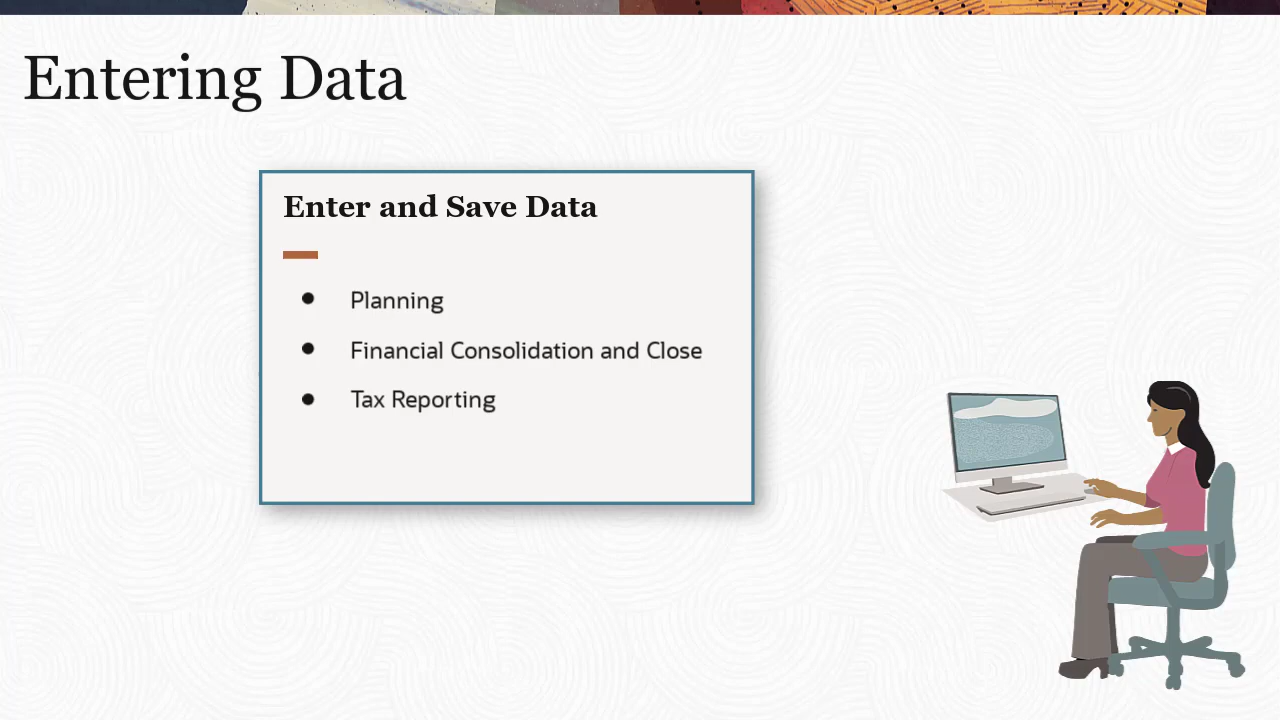 Entering Data
Enter and Save Data
Planning
Financial Consolidation and Close
Tax Reporting